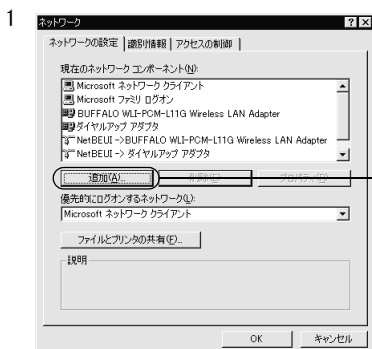 1
ネットワーク
ネットワークの設定 識別情報 アクセスの制御
現在のネットワーク コンポーネント(N):
Microsoft ネットワーク クライアント
Microsoft ファミリ ログオン
BUFFALO WLI-PCM-L11G Wireless LAN Adapter
ダイヤルアップ アダプタ
NetBEUI ->BUFFALO WLI-PCM-L11G Wireless LAN Adapter
NetBEUI -> ダイヤルアップ アダプタ
追加(A)... 削除(E) プロパティ(R)
優先的にログオンするネットワーク(L):
Microsoft ネットワーク クライアント
ファイルとプリンタの共有(F)...
説明
OK キャンセル